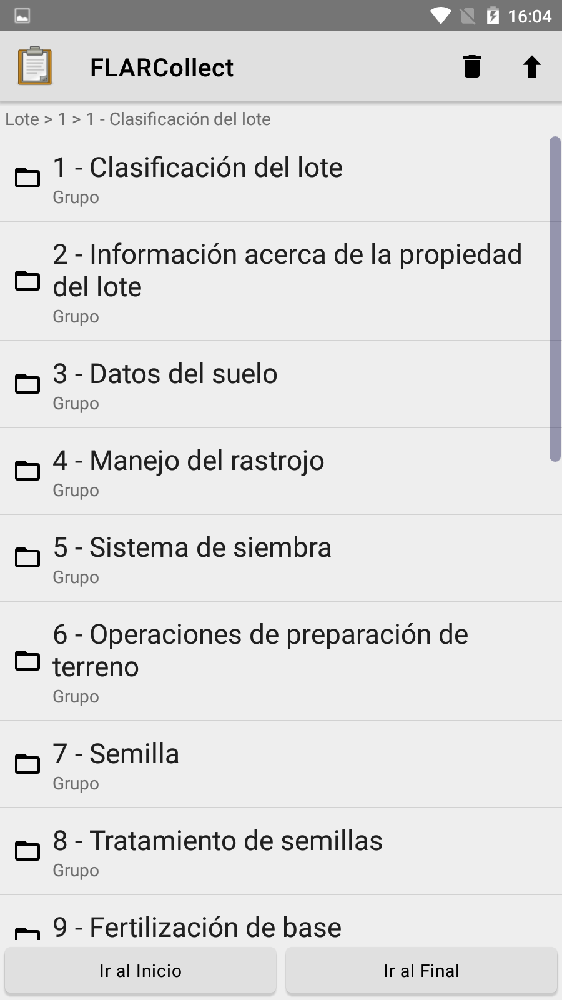 16:04
FLARCollect
Lote > 1 > 1 - Clasificación del lote
1 - Clasificación del lote
Grupo
2 - Información acerca de la propiedad
del lote
Grupo
3 - Datos del suelo
Grupo
4 - Manejo del rastrojo
Grupo
5 - Sistema de siembra
Grupo
6 - Operaciones de preparación de
terreno
Grupo
7 - Semilla
Grupo
8 - Tratamiento de semillas
Grupo
9 - Fertilización de base
Ir al Inicio
Ir al Final